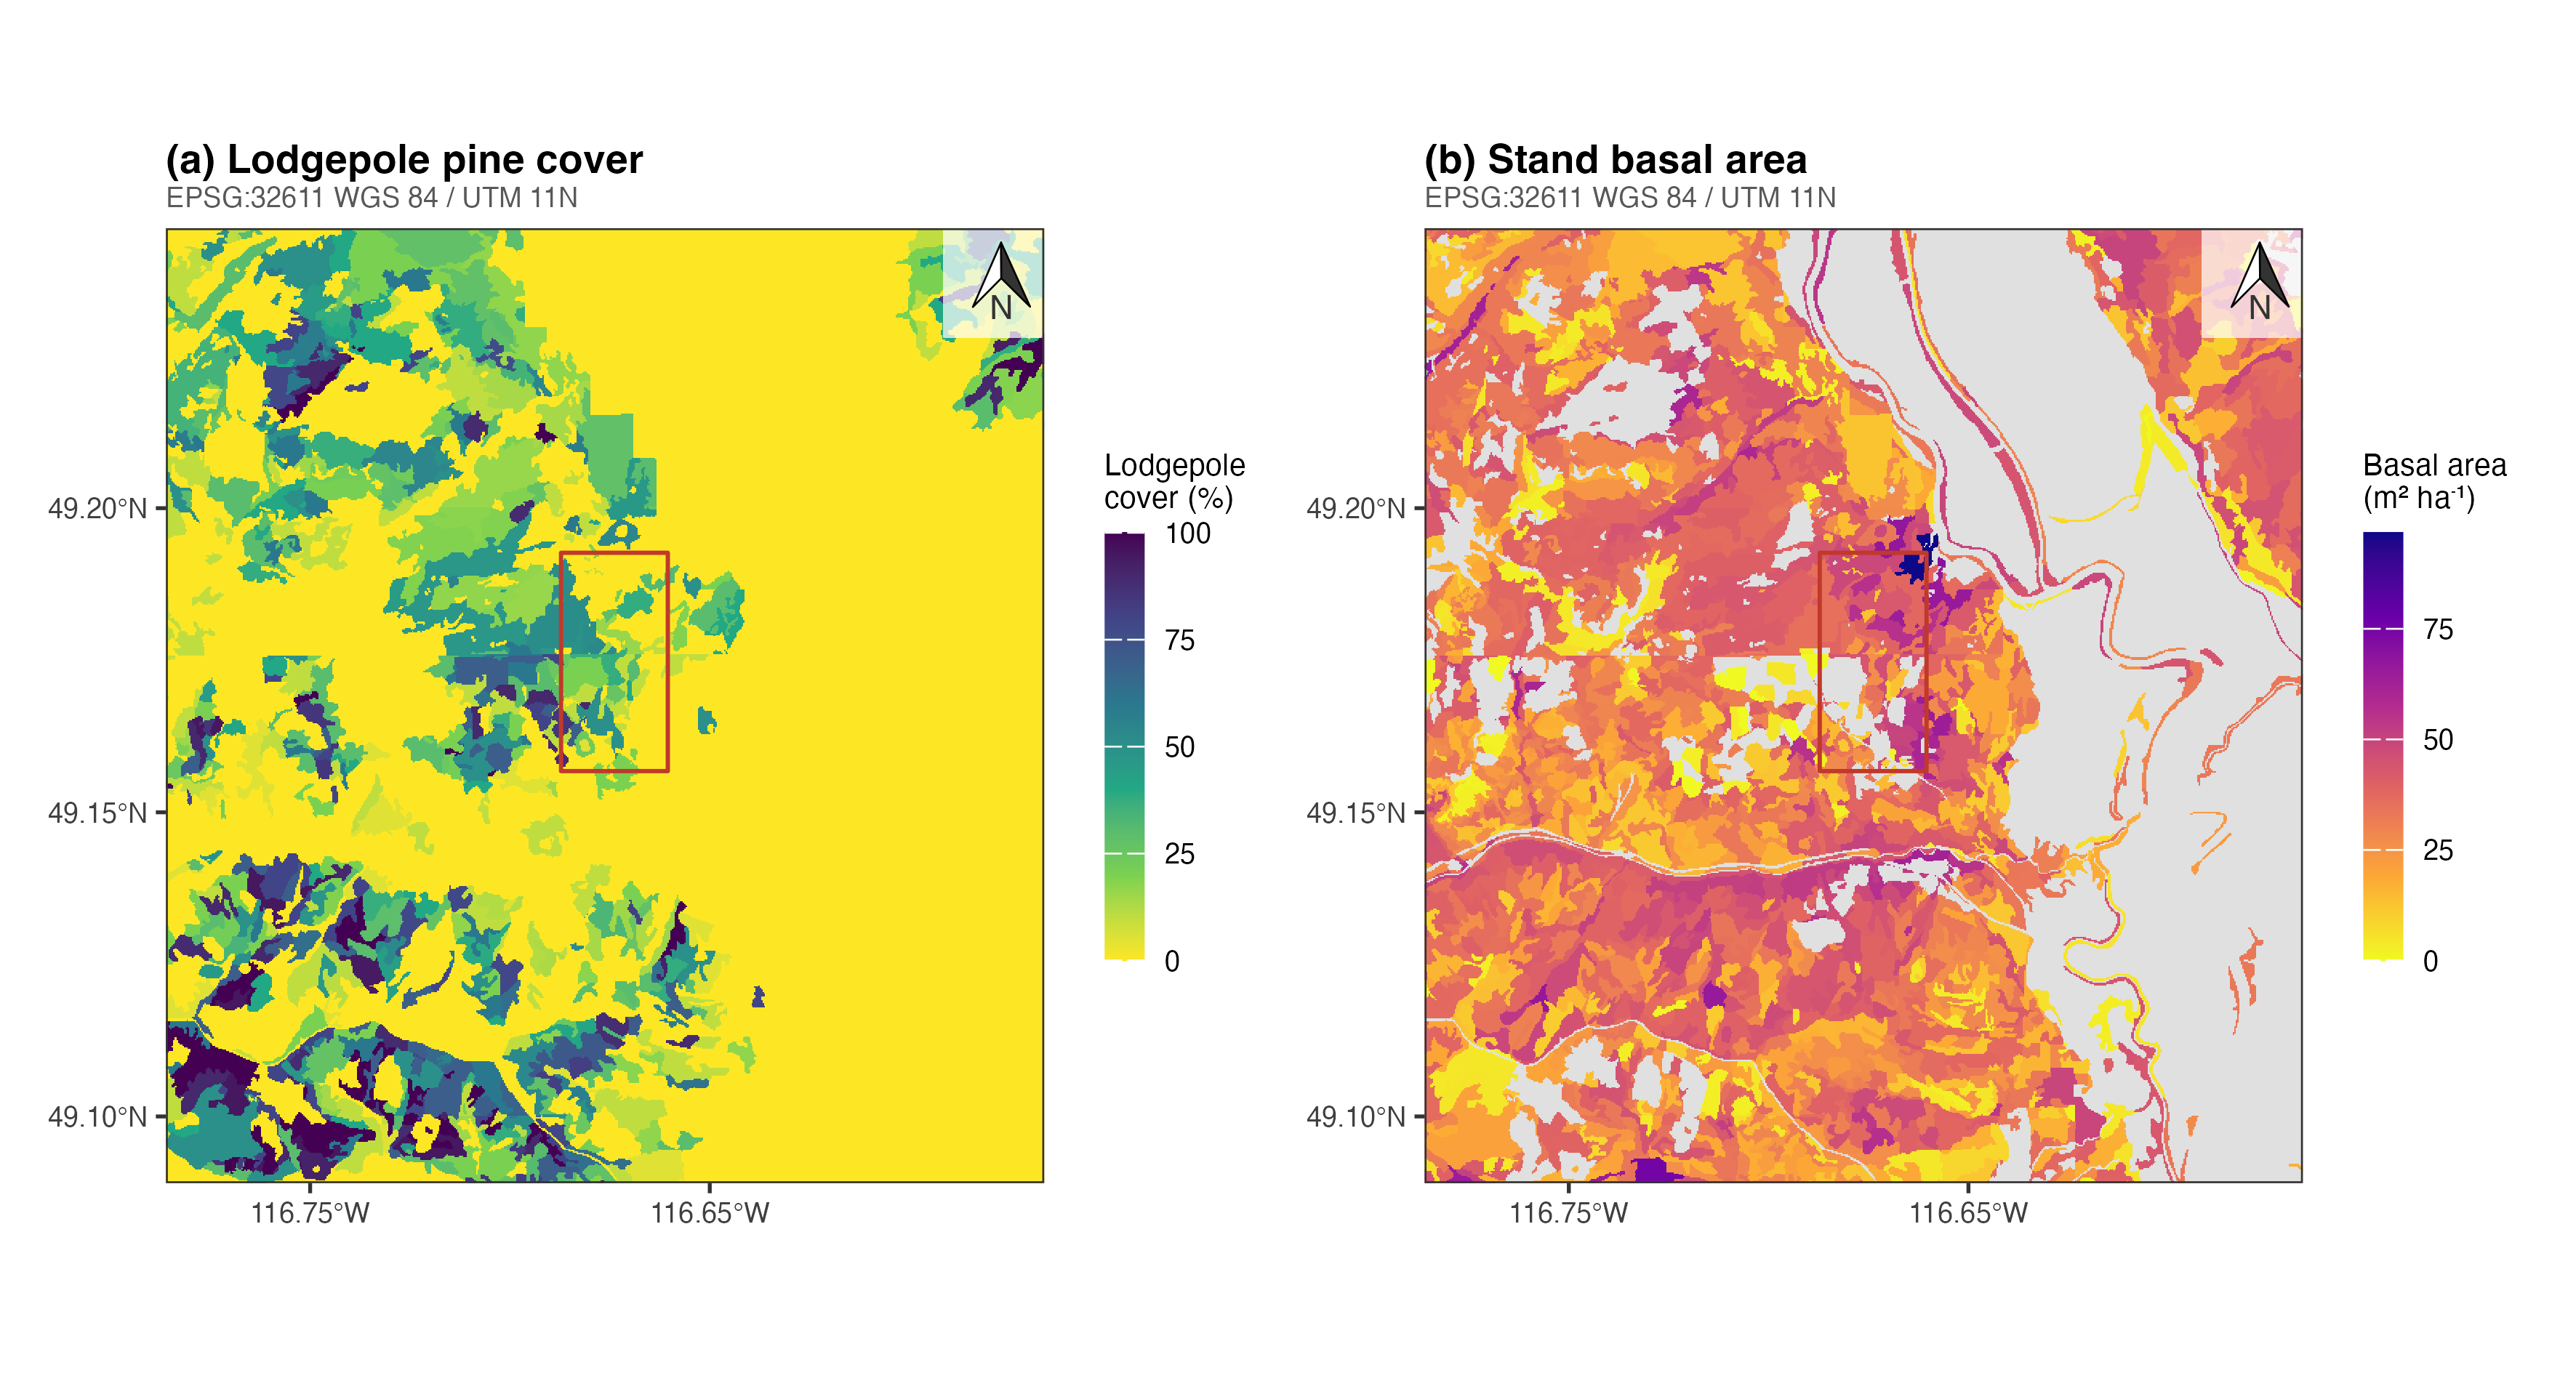 (a) Lodgepole pine cover
EPSG:32611 WGS 84 / UTM 11N
N
49.20°N
49.15°N
49.10°N
116.75°W
116.65°W
Lodgepole
cover (%)
100
75
50
25
0
(b) Stand basal area
EPSG:32611 WGS 84 / UTM 11N
N
49.20°N
49.15°N
49.10°N
116.75°W
116.65°W
Basal area
(m² ha⁻¹)
75
50
25
0